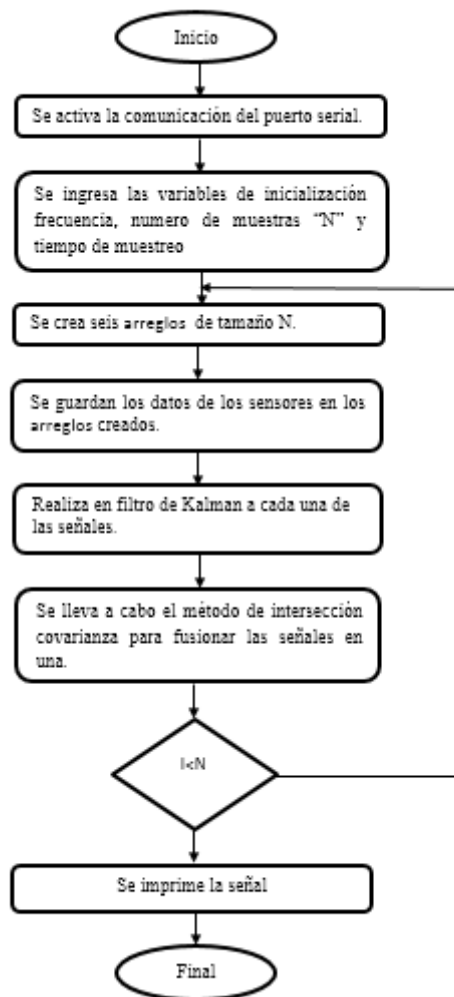 Inicio
Se activa la comunicación del puerto serial.
Se ingresa las variables de inicialización
frecuencia, numero de muestras “N” y
tiempo de muestreo
Se crea seis arreglos de tamaño N.
Se guardan los datos de los sensores en los
arreglos creados.
Realiza en filtro de Kalman a cada una de
las señales.
Se lleva a cabo el método de intersección
covarianza para fusionar las señales en
una.
I<N
Se imprime la señal
Final